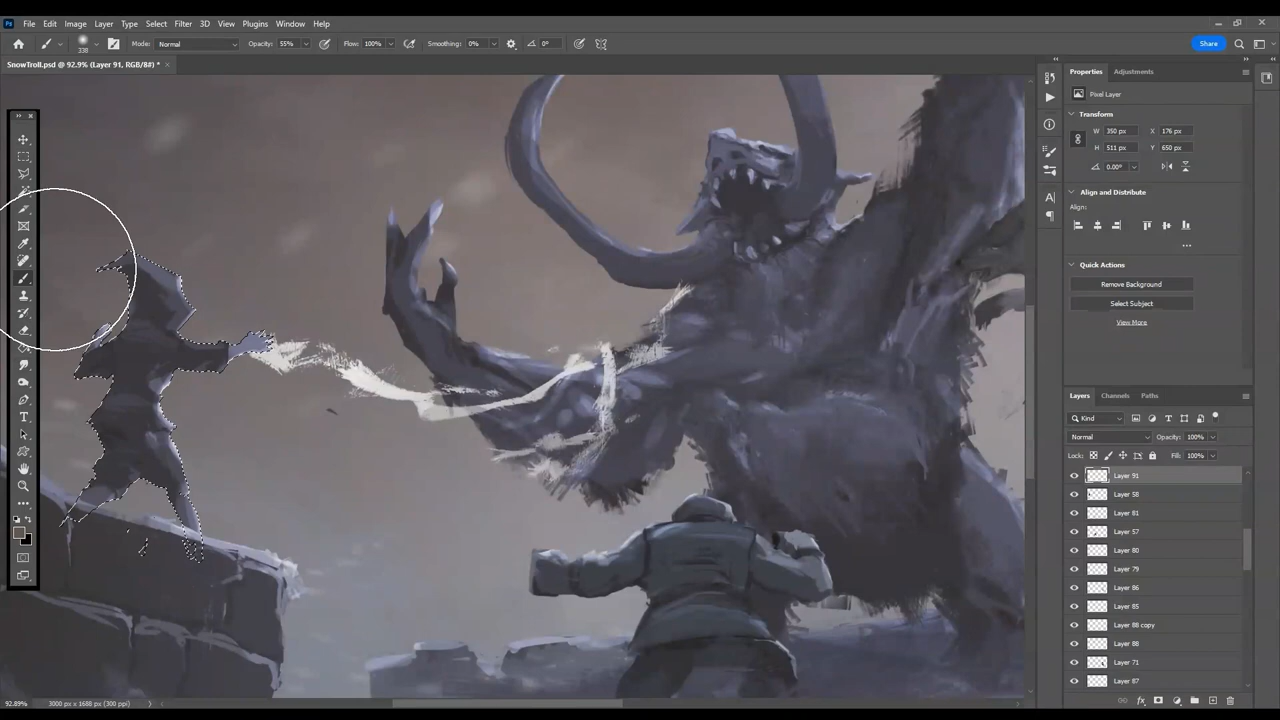 Ps File Edit Image Layer Type Select Filter 3D View Plugins Window Help
338 Mode: Normal Opacity: 55% Flow: 100% Smoothing: 0% 0° Share
SnowTroll.psd @ 92.9% (Layer 91, RGB/8#) * ×
Properties Adjustments
Pixel Layer
Transform
W 350 px X 176 px
H 511 px Y 650 px
0.00°
Align and Distribute
Align:
Quick Actions
Remove Background
Select Subject
View More
Layers Channels Paths
Kind
Normal Opacity: 100%
Lock: Fill: 100%
Layer 91
Layer 58
Layer 81
Layer 57
Layer 80
Layer 79
Layer 86
Layer 85
Layer 88 copy
Layer 88
Layer 71
Layer 87
92.89% 3000 px x 1688 px (300 ppi)